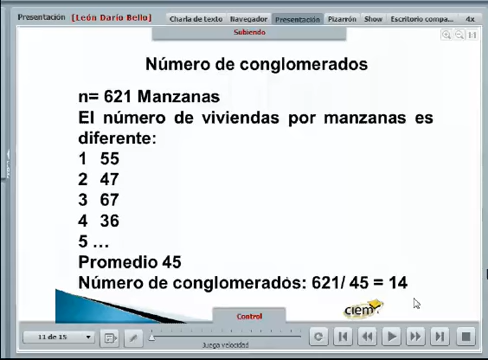 Presentación [León Darío Bello] Charla de texto Navegador Presentación Pizarrón Show Escritorio compa... 4x
Subiendo
Número de conglomerados
n= 621 Manzanas
El número de viviendas por manzanas es
diferente:
1 55
2 47
3 67
4 36
5 ...
Promedio 45
Número de conglomerados: 621/ 45 = 14
Control
ciem
11 de 15
Juega velocidad